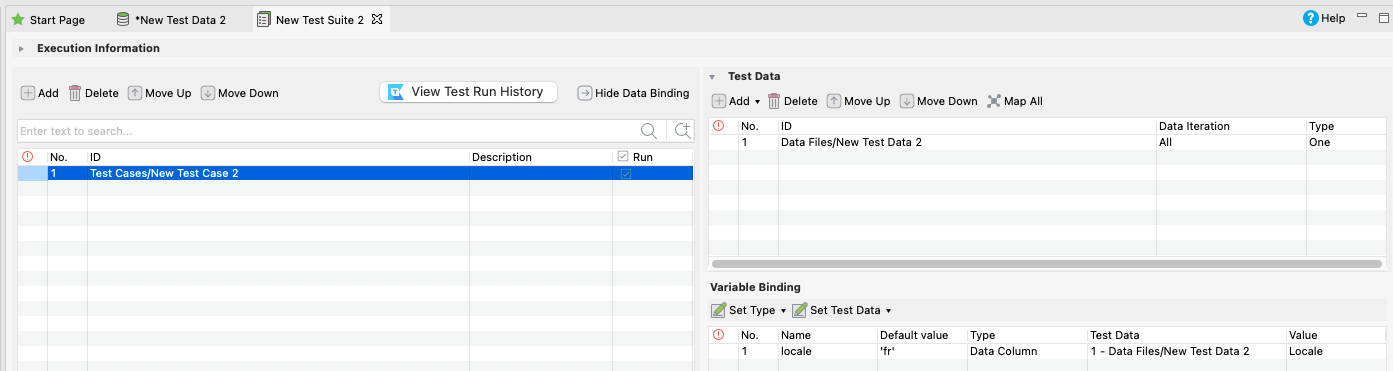 Start Page
*New Test Data 2
New Test Suite 2
Help
Execution Information
Add
Delete
Move Up
Move Down
View Test Run History
Hide Data Binding
Enter text to search...
No. ID Description Run
1 Test Cases/New Test Case 2
Test Data
Add Delete Move Up Move Down Map All
No. ID Data Iteration Type
1 Data Files/New Test Data 2 All One
Variable Binding
Set Type Set Test Data
No. Name Default value Type Test Data Value
1 locale 'fr' Data Column 1 - Data Files/New Test Data 2 Locale